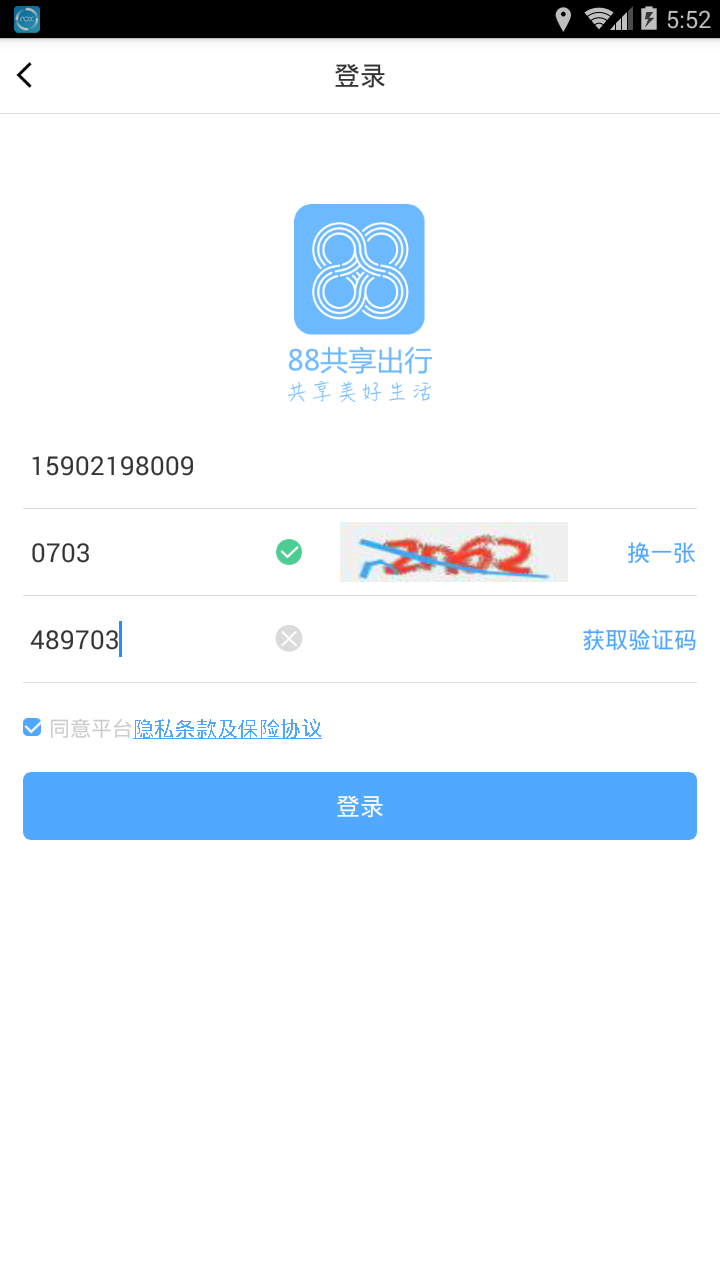 5:52
登录
88共享出行
共享美好生活
15902198009
0703
2062
换一张
489703
获取验证码
同意平台隐私条款及保险协议
登录